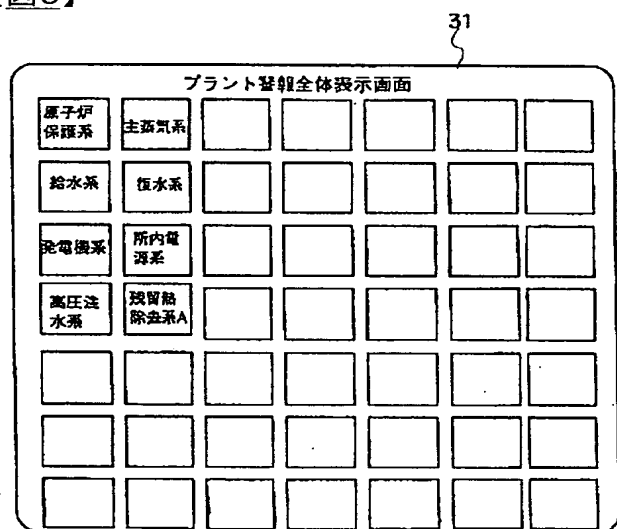 31
プラント警報全体表示画面
原子炉
保護系
主蒸気系
給水系
復水系
発電機系
所内電
源系
高圧注
水系
残留熱
除去系A